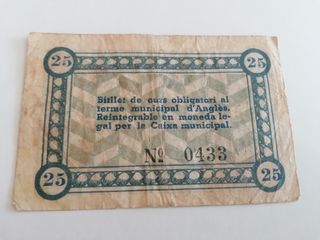 25 25
Bitllet de curs obligatori al
terme municipal d'Anglès.
Reintegrable en moneda le-
gal per la Caixa municipal.
Nº 0433
25 25